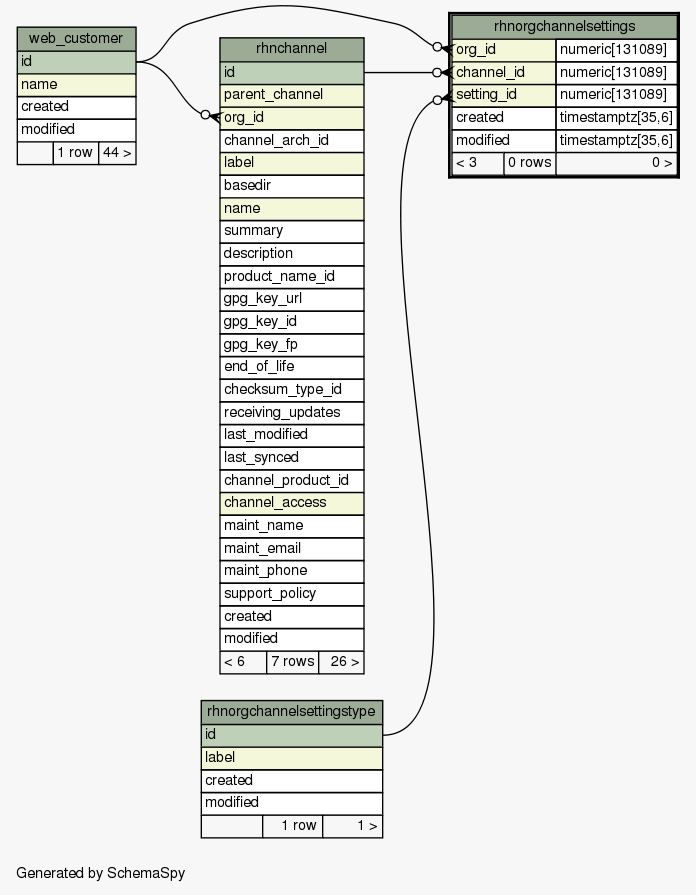 web_customer
id
name
created
modified
1 row 44 >
rhnchannel
id
parent_channel
org_id
channel_arch_id
label
basedir
name
summary
description
product_name_id
gpg_key_url
gpg_key_id
gpg_key_fp
end_of_life
checksum_type_id
receiving_updates
last_modified
last_synced
channel_product_id
channel_access
maint_name
maint_email
maint_phone
support_policy
created
modified
< 6 7 rows 26 >
rhnorgchannelsettings
org_id numeric[131089]
channel_id numeric[131089]
setting_id numeric[131089]
created timestamptz[35,6]
modified timestamptz[35,6]
< 3 0 rows 0 >
rhnorgchannelsettingstype
id
label
created
modified
1 row 1 >
Generated by SchemaSpy